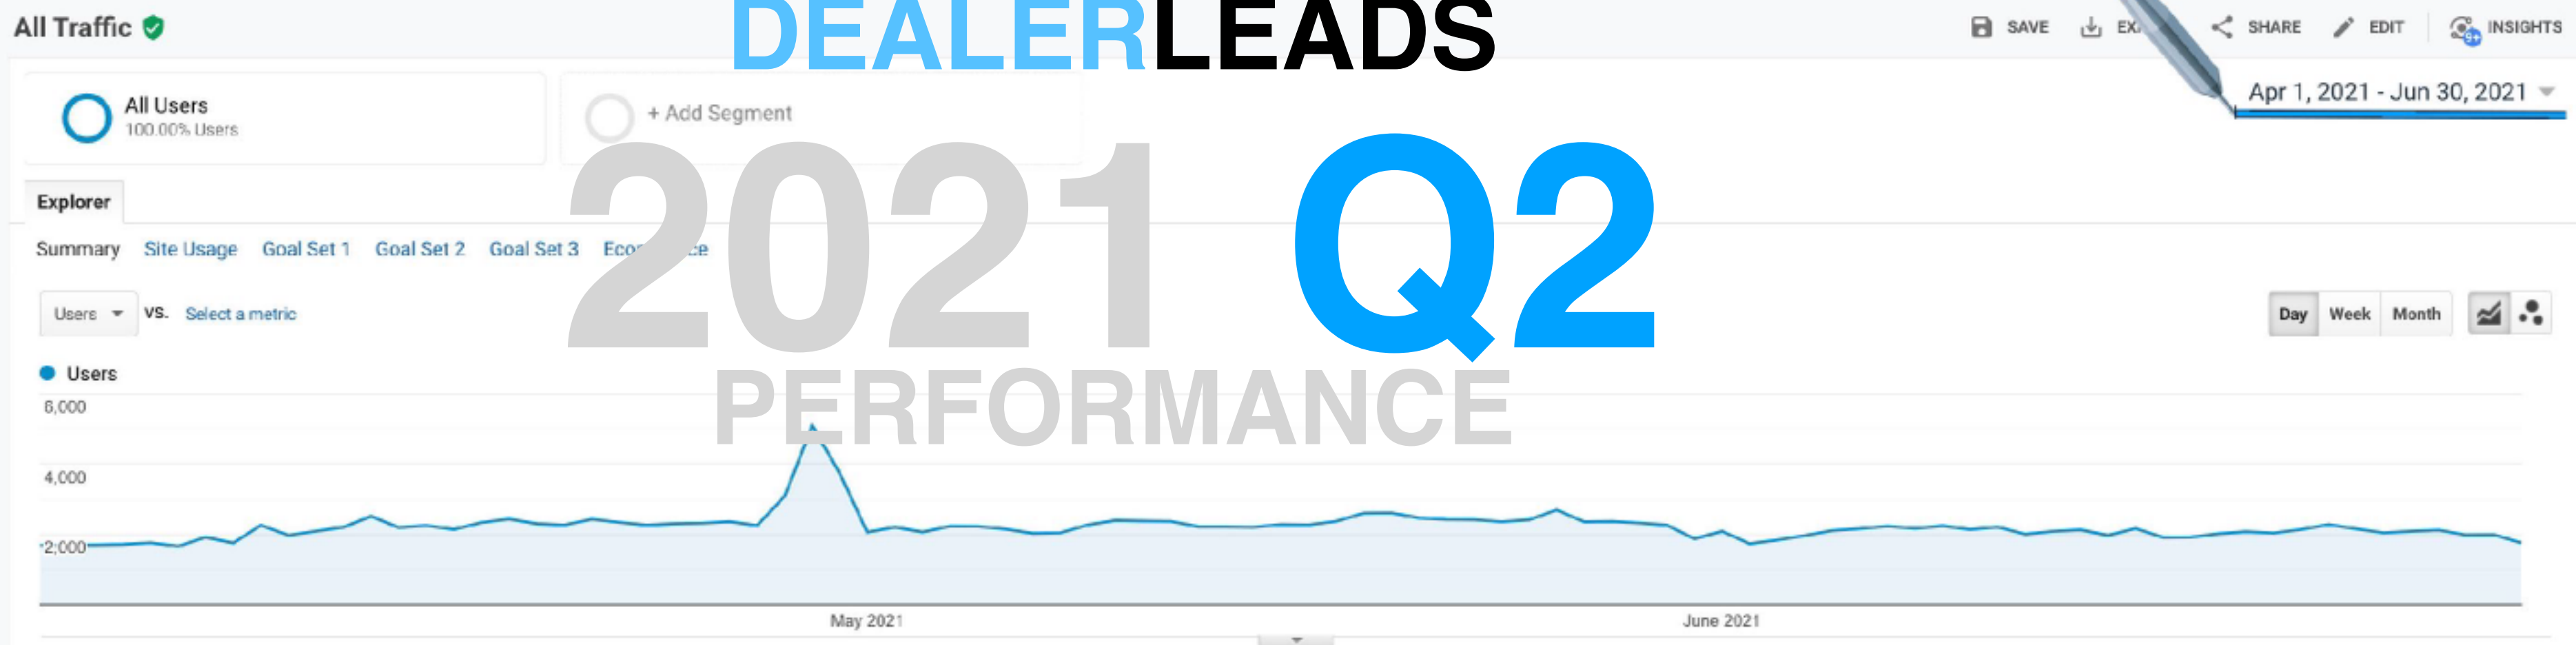 All Traffic
DEALERLEADS
SAVE
SHARE
EDIT
9+
INSIGHTS
All Users
100.00% Users
+ Add Segment
Apr 1, 2021 - Jun 30, 2021
2021 Q2
Explorer
Summary Site Usage Goal Set 1 Goal Set 2 Goal Set 3
Users VS. Select a metric
Day Week Month
PERFORMANCE
Users
6,000
4,000
2,000
May 2021
June 2021